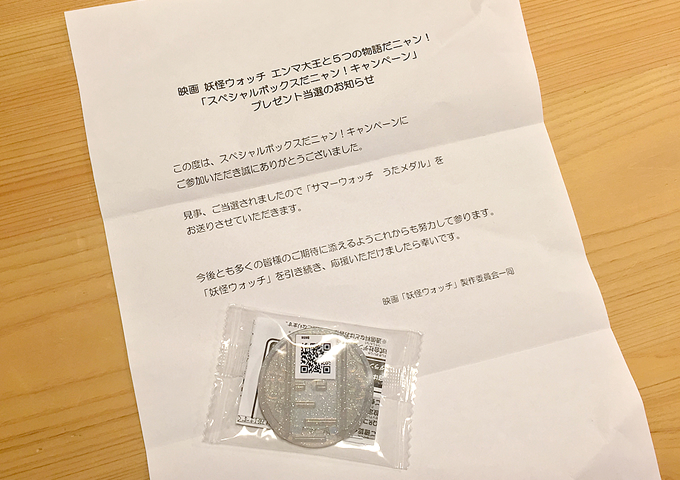 映画 妖怪ウォッチ エンマ大王と5つの物語だニャン！
「スペシャルボックスだニャン！キャンペーン」
プレゼント当選のお知らせ
この度は、スペシャルボックスだニャン！キャンペーンに
ご参加いただき誠にありがとうございました。
見事、ご当選されましたので「サマーウォッチ　うたメダル」を
お送りさせていただきます。
今後とも多くの皆様のご期待に添えるようこれからも努力して参ります。
「妖怪ウォッチ」を引き続き、応援いただけましたら幸いです。
映画「妖怪ウォッチ」製作委員会一同